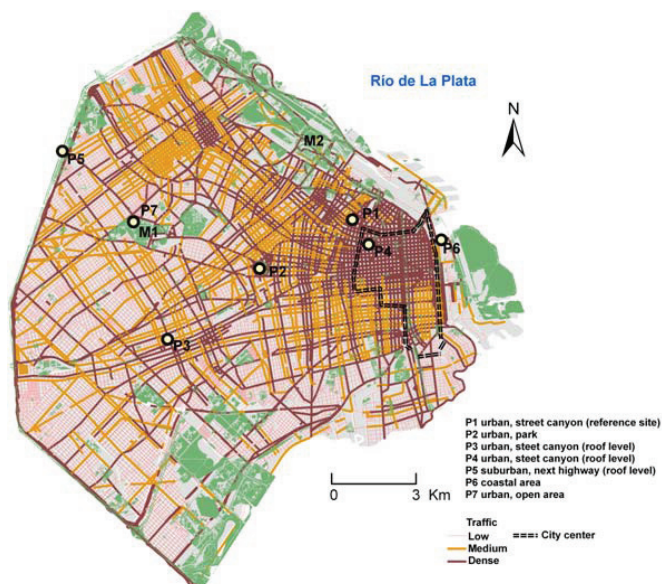 Río de La Plata
N
M2
P5
P1
P7
M1
P4
P6
P2
P3
P1 urban, street canyon (reference site)
P2 urban, park
P3 urban, steet canyon (roof level)
P4 urban, steet canyon (roof level)
P5 suburban, next highway (roof level)
P6 coastal area
P7 urban, open area
0 3 Km
Traffic
Low City center
Medium
Dense